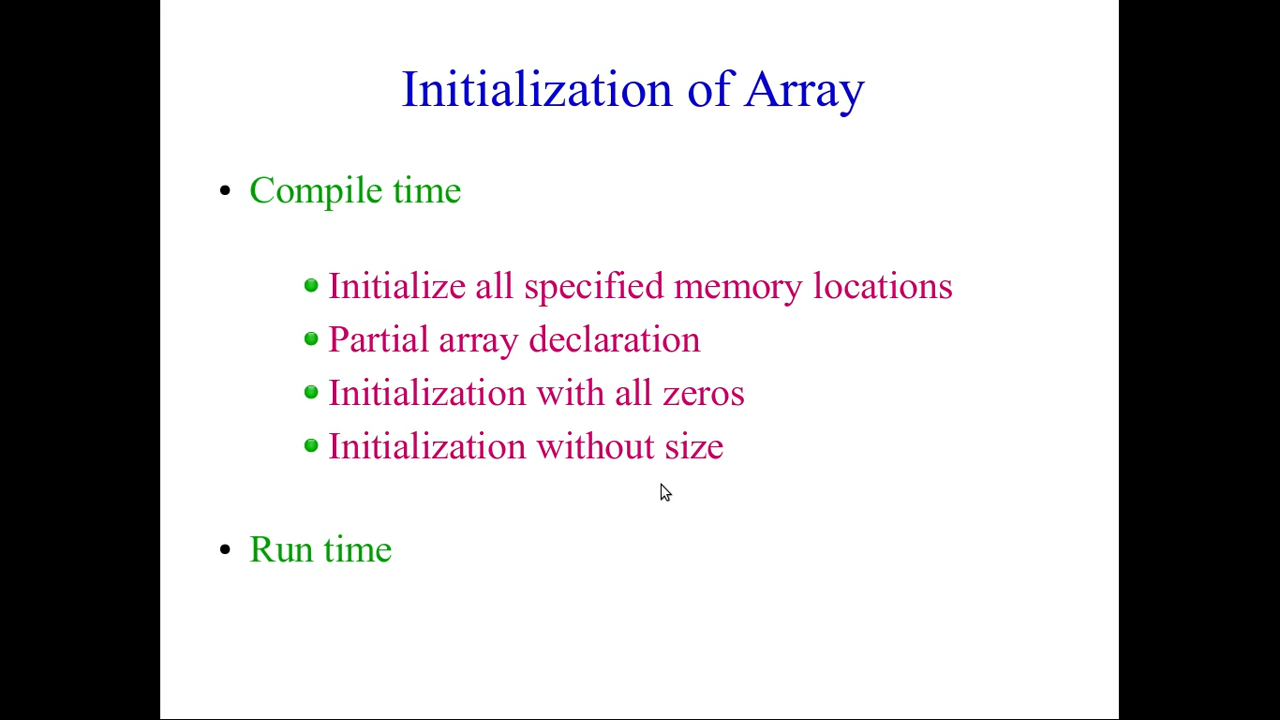 Initialization of Array
Compile time
Initialize all specified memory locations
Partial array declaration
Initialization with all zeros
Initialization without size
Run time